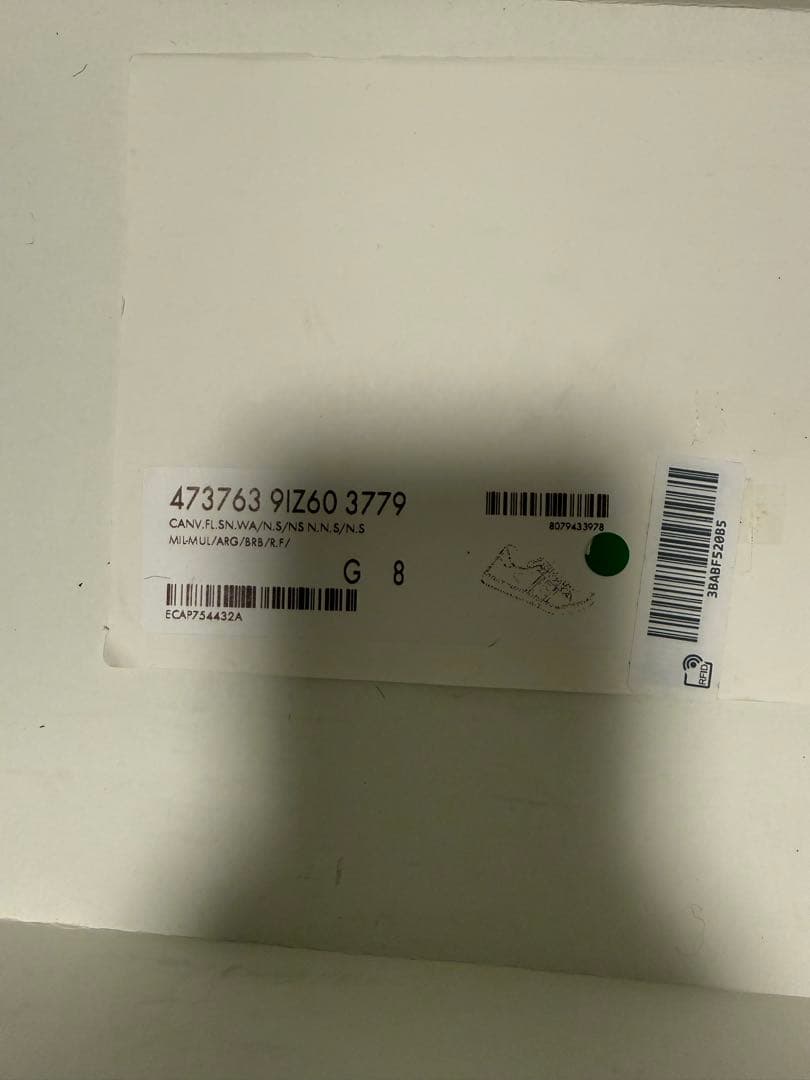 473763 9IZ60 3779
CANV.FL.SN.WA/N.S/NS N.N.S/N.S
MIL-MUL/ARG/BRB/R.F/
G 8
ECAP754432A
8079433978
3BABF520B5
RFID